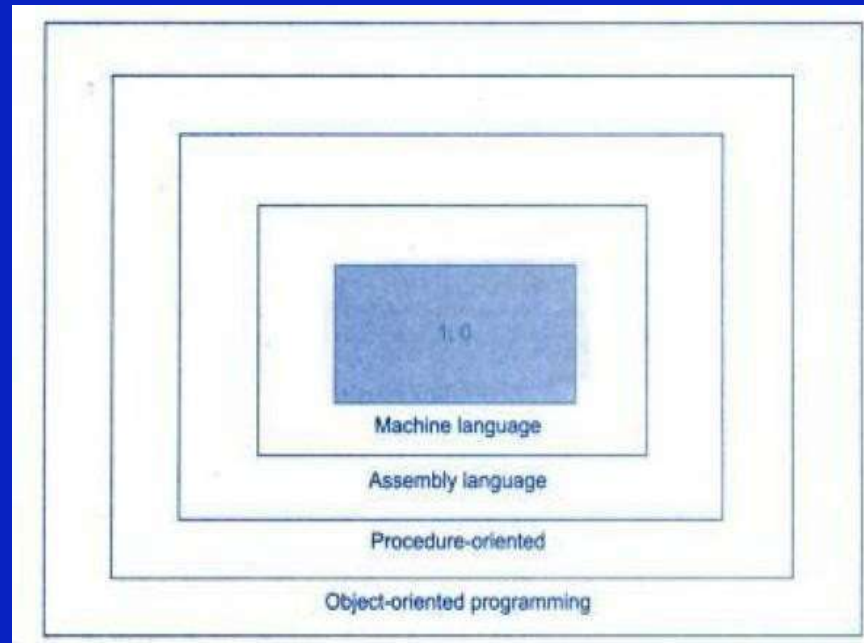 1, 0
Machine language
Assembly language
Procedure-oriented
Object-oriented programming